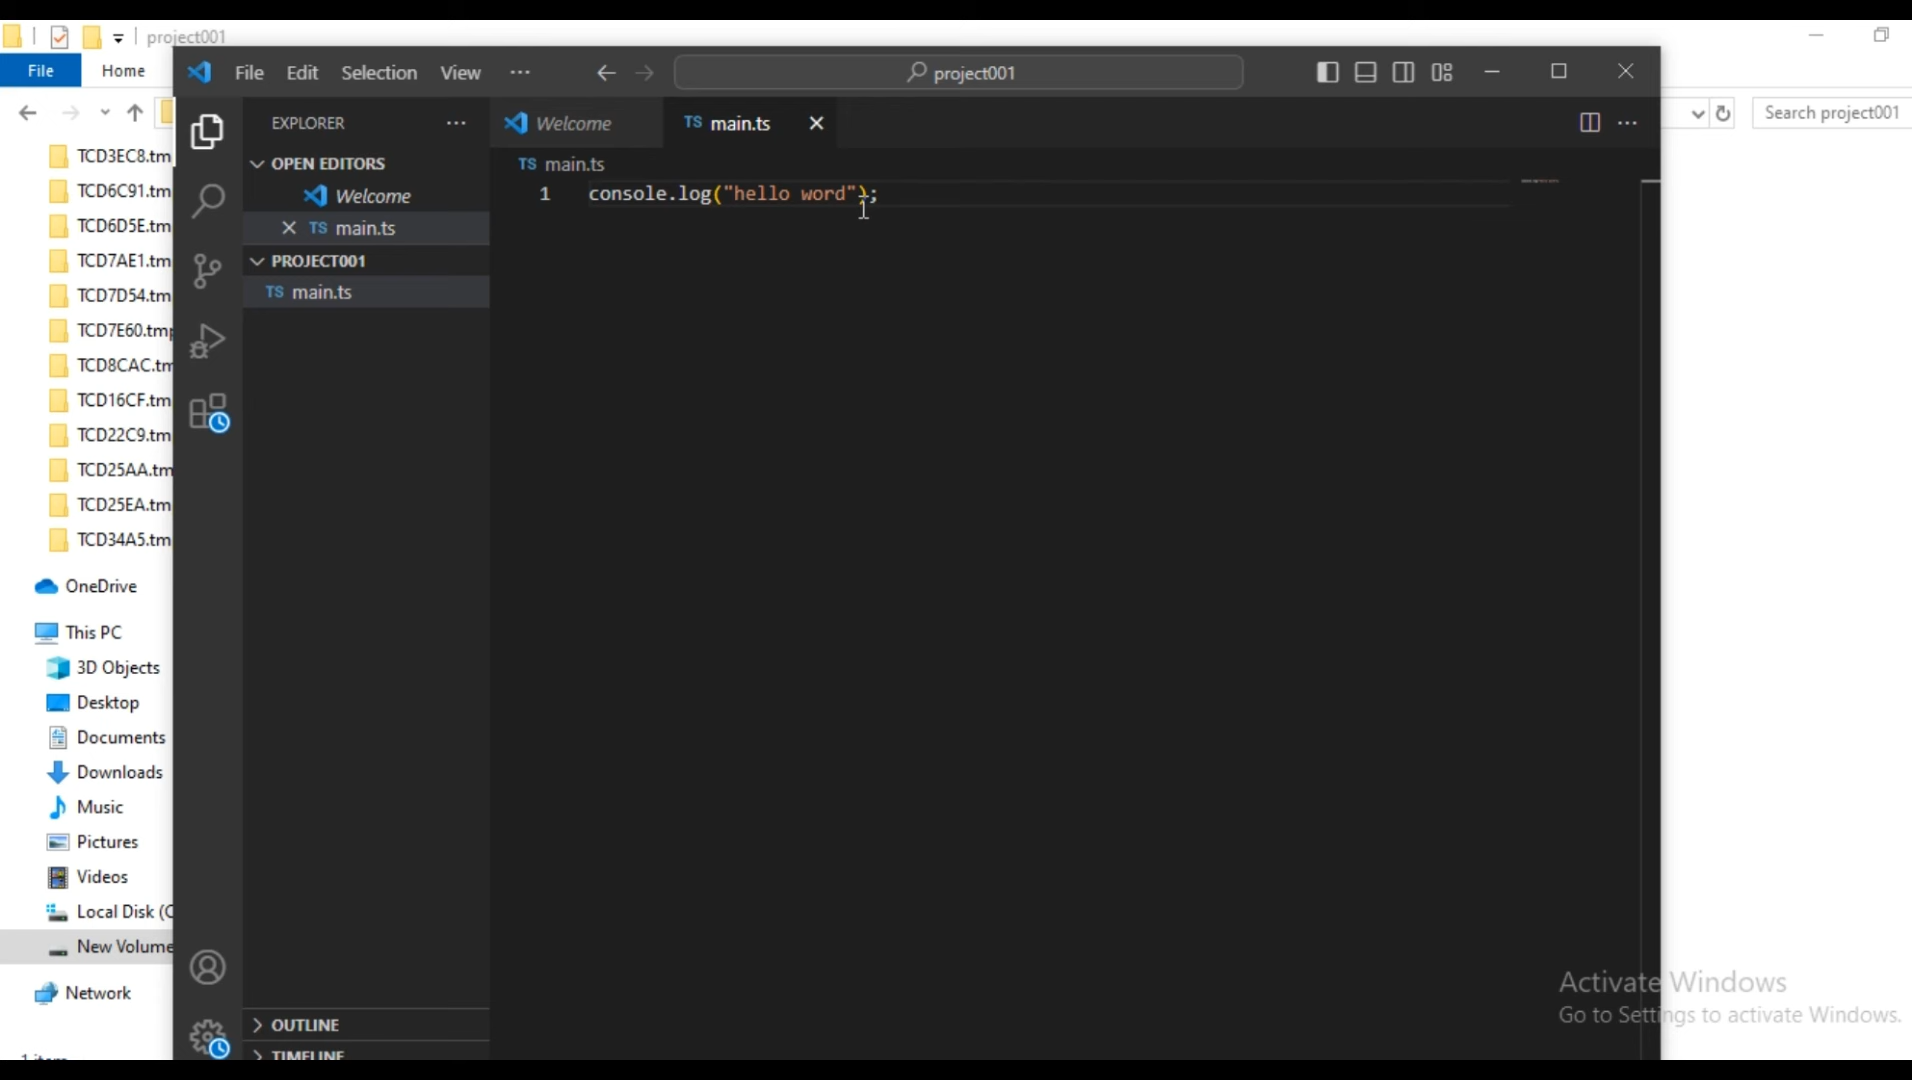 project001
File
Home
Search project001
TCD3EC8.tm
TCD6C91.tm
TCD6D5E.tm
TCD7AE1.tm
TCD7D54.tm
TCD7E60.tmp
TCD8CAC.tm
TCD16CF.tm
TCD22C9.tm
TCD25AA.tm
TCD25EA.tm
TCD34A5.tm
OneDrive
This PC
3D Objects
Desktop
Documents
Downloads
Music
Pictures
Videos
Local Disk (C
New Volume
Network
File Edit Selection View ···
project001
EXPLORER ···
OPEN EDITORS
Welcome
TS main.ts
PROJECT001
TS main.ts
OUTLINE
TIMELINE
Welcome
TS main.ts
TS main.ts
1 console.log("hello word");
Activate Windows
Go to Settings to activate Windows.